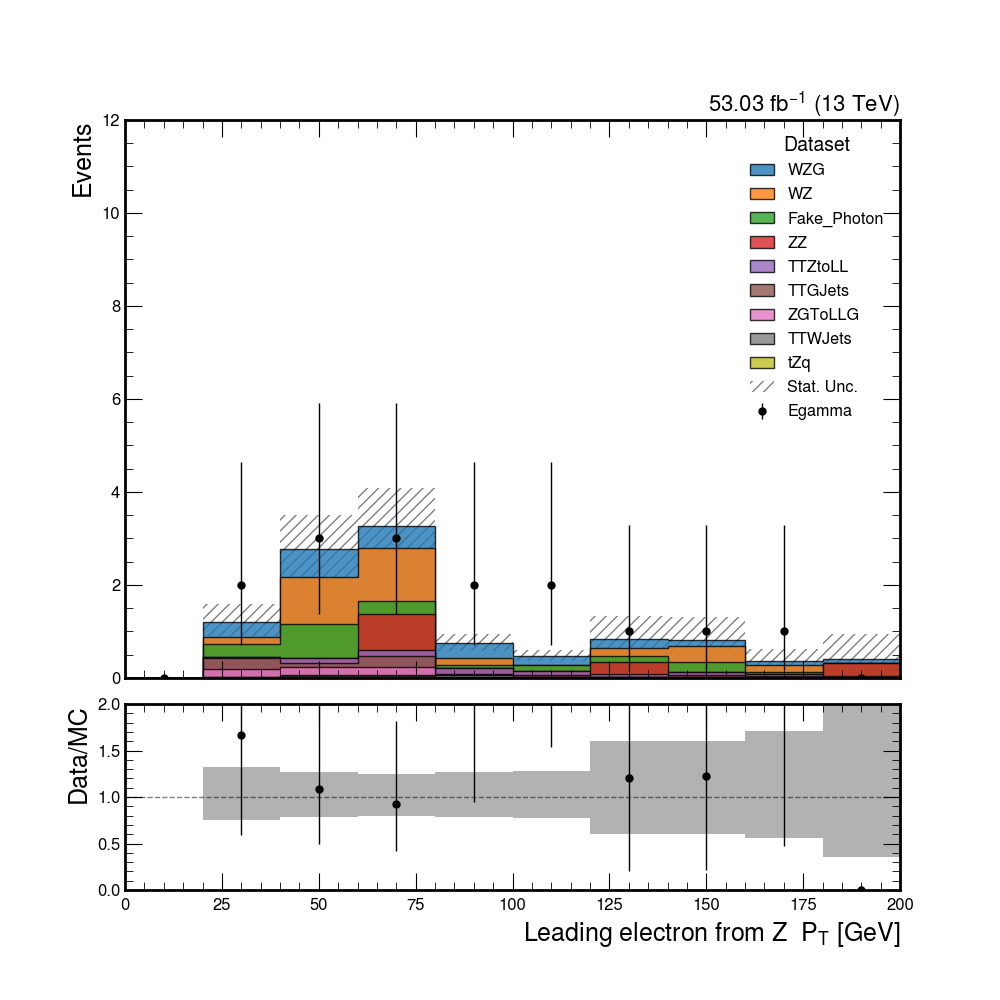 53.03 fb⁻¹ (13 TeV)
Events
12
10
8
6
4
2
0
Dataset
WZG
WZ
Fake_Photon
ZZ
TTZtoLL
TTGJets
ZGToLLG
TTWJets
tZq
Stat. Unc.
Egamma
Data/MC
2.0
1.5
1.0
0.5
0.0
0 25 50 75 100 125 150 175 200
Leading electron from Z P_T [GeV]